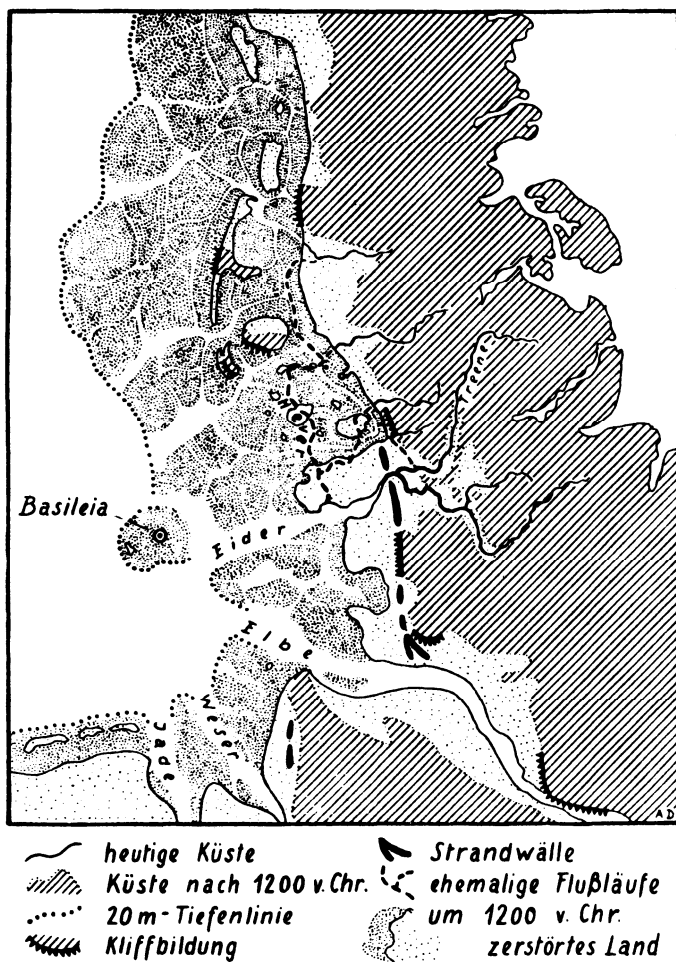 Treene
Basileia
Eider
Elbe
Weser
Jade
AD
heutige Küste
Küste nach 1200 v. Chr.
20 m-Tiefenlinie
Kliffbildung
Strandwälle
ehemalige Flußläufe
um 1200 v. Chr.
zerstörtes Land